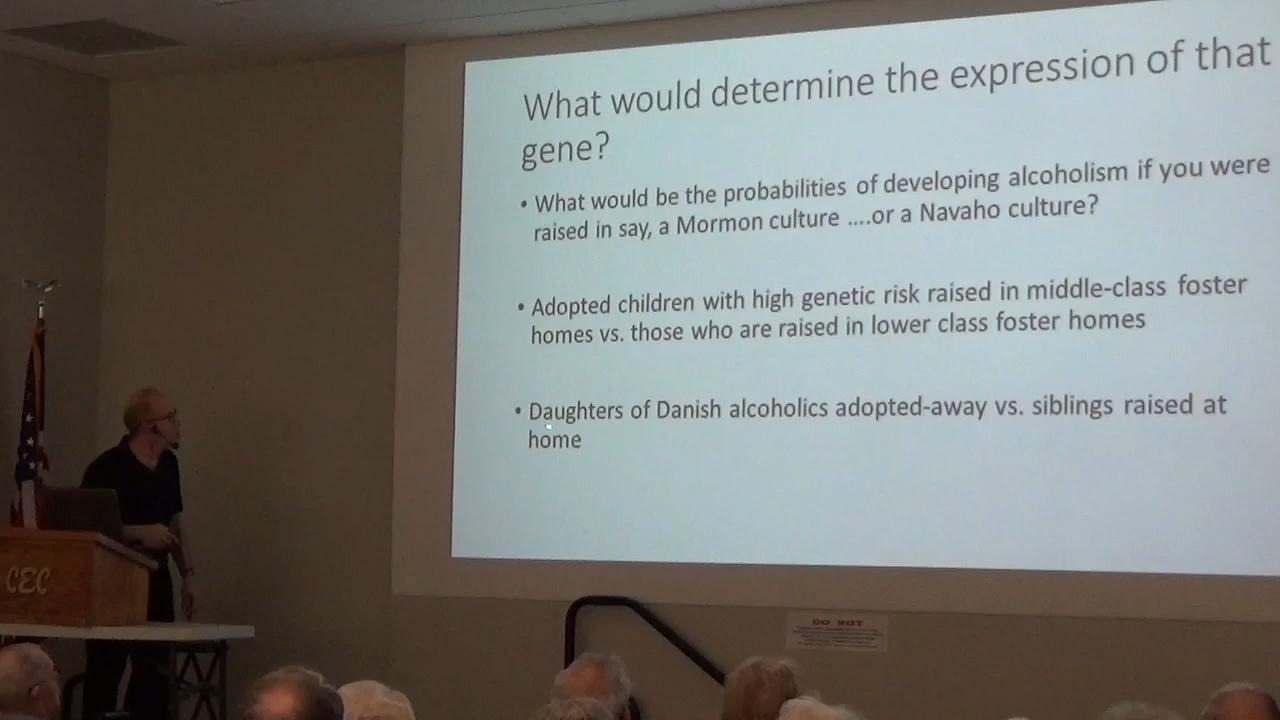 What would determine the expression of that
gene?
• What would be the probabilities of developing alcoholism if you were
raised in say, a Mormon culture ....or a Navaho culture?
• Adopted children with high genetic risk raised in middle-class foster
homes vs. those who are raised in lower class foster homes
• Daughters of Danish alcoholics adopted-away vs. siblings raised at
home
CEC
DO NOT